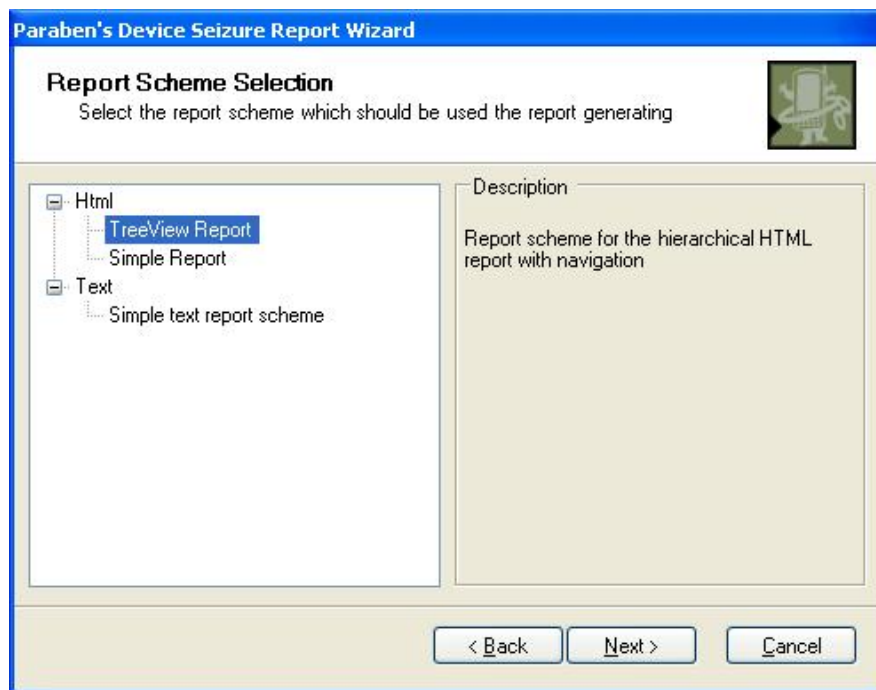 Paraben's Device Seizure Report Wizard
Report Scheme Selection
Select the report scheme which should be used the report generating
Html
TreeView Report
Simple Report
Text
Simple text report scheme
Description
Report scheme for the hierarchical HTML
report with navigation
< Back
Next >
Cancel